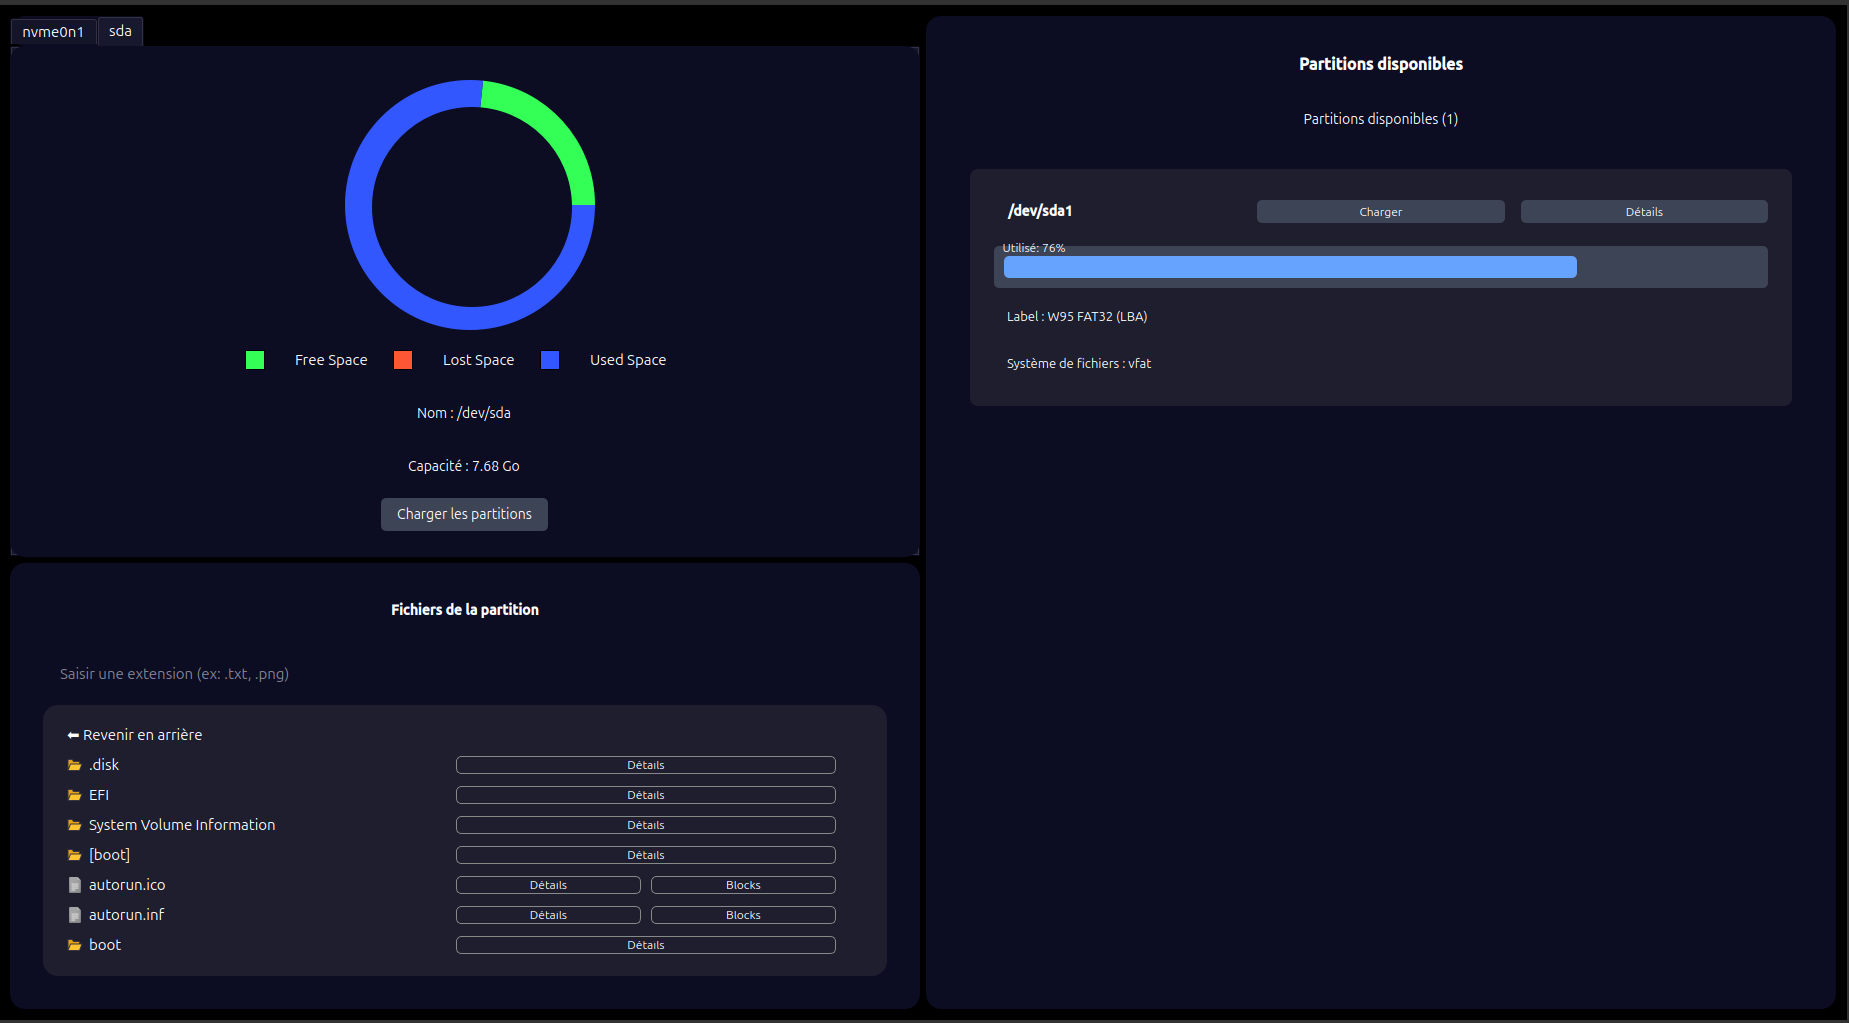 nvme0n1
sda
Free Space
Lost Space
Used Space
Nom : /dev/sda
Capacité : 7.68 Go
Charger les partitions
Fichiers de la partition
Saisir une extension (ex: .txt, .png)
⬅ Revenir en arrière
.disk Détails
EFI Détails
System Volume Information Détails
[boot] Détails
autorun.ico Détails Blocks
autorun.inf Détails Blocks
boot Détails
Partitions disponibles
Partitions disponibles (1)
/dev/sda1 Charger Détails
Utilisé: 76%
Label : W95 FAT32 (LBA)
Système de fichiers : vfat